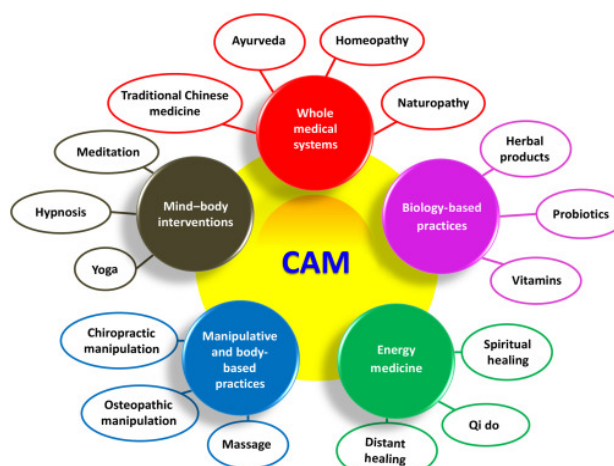 Ayurveda
Homeopathy
Traditional Chinese
medicine
Whole
medical
systems
Naturopathy
Meditation
Herbal
products
Hypnosis
Mind–body
interventions
Biology-based
practices
Probiotics
Yoga
CAM
Vitamins
Chiropractic
manipulation
Manipulative
and body-
based
practices
Energy
medicine
Spiritual
healing
Osteopathic
manipulation
Massage
Distant
healing
Qi do